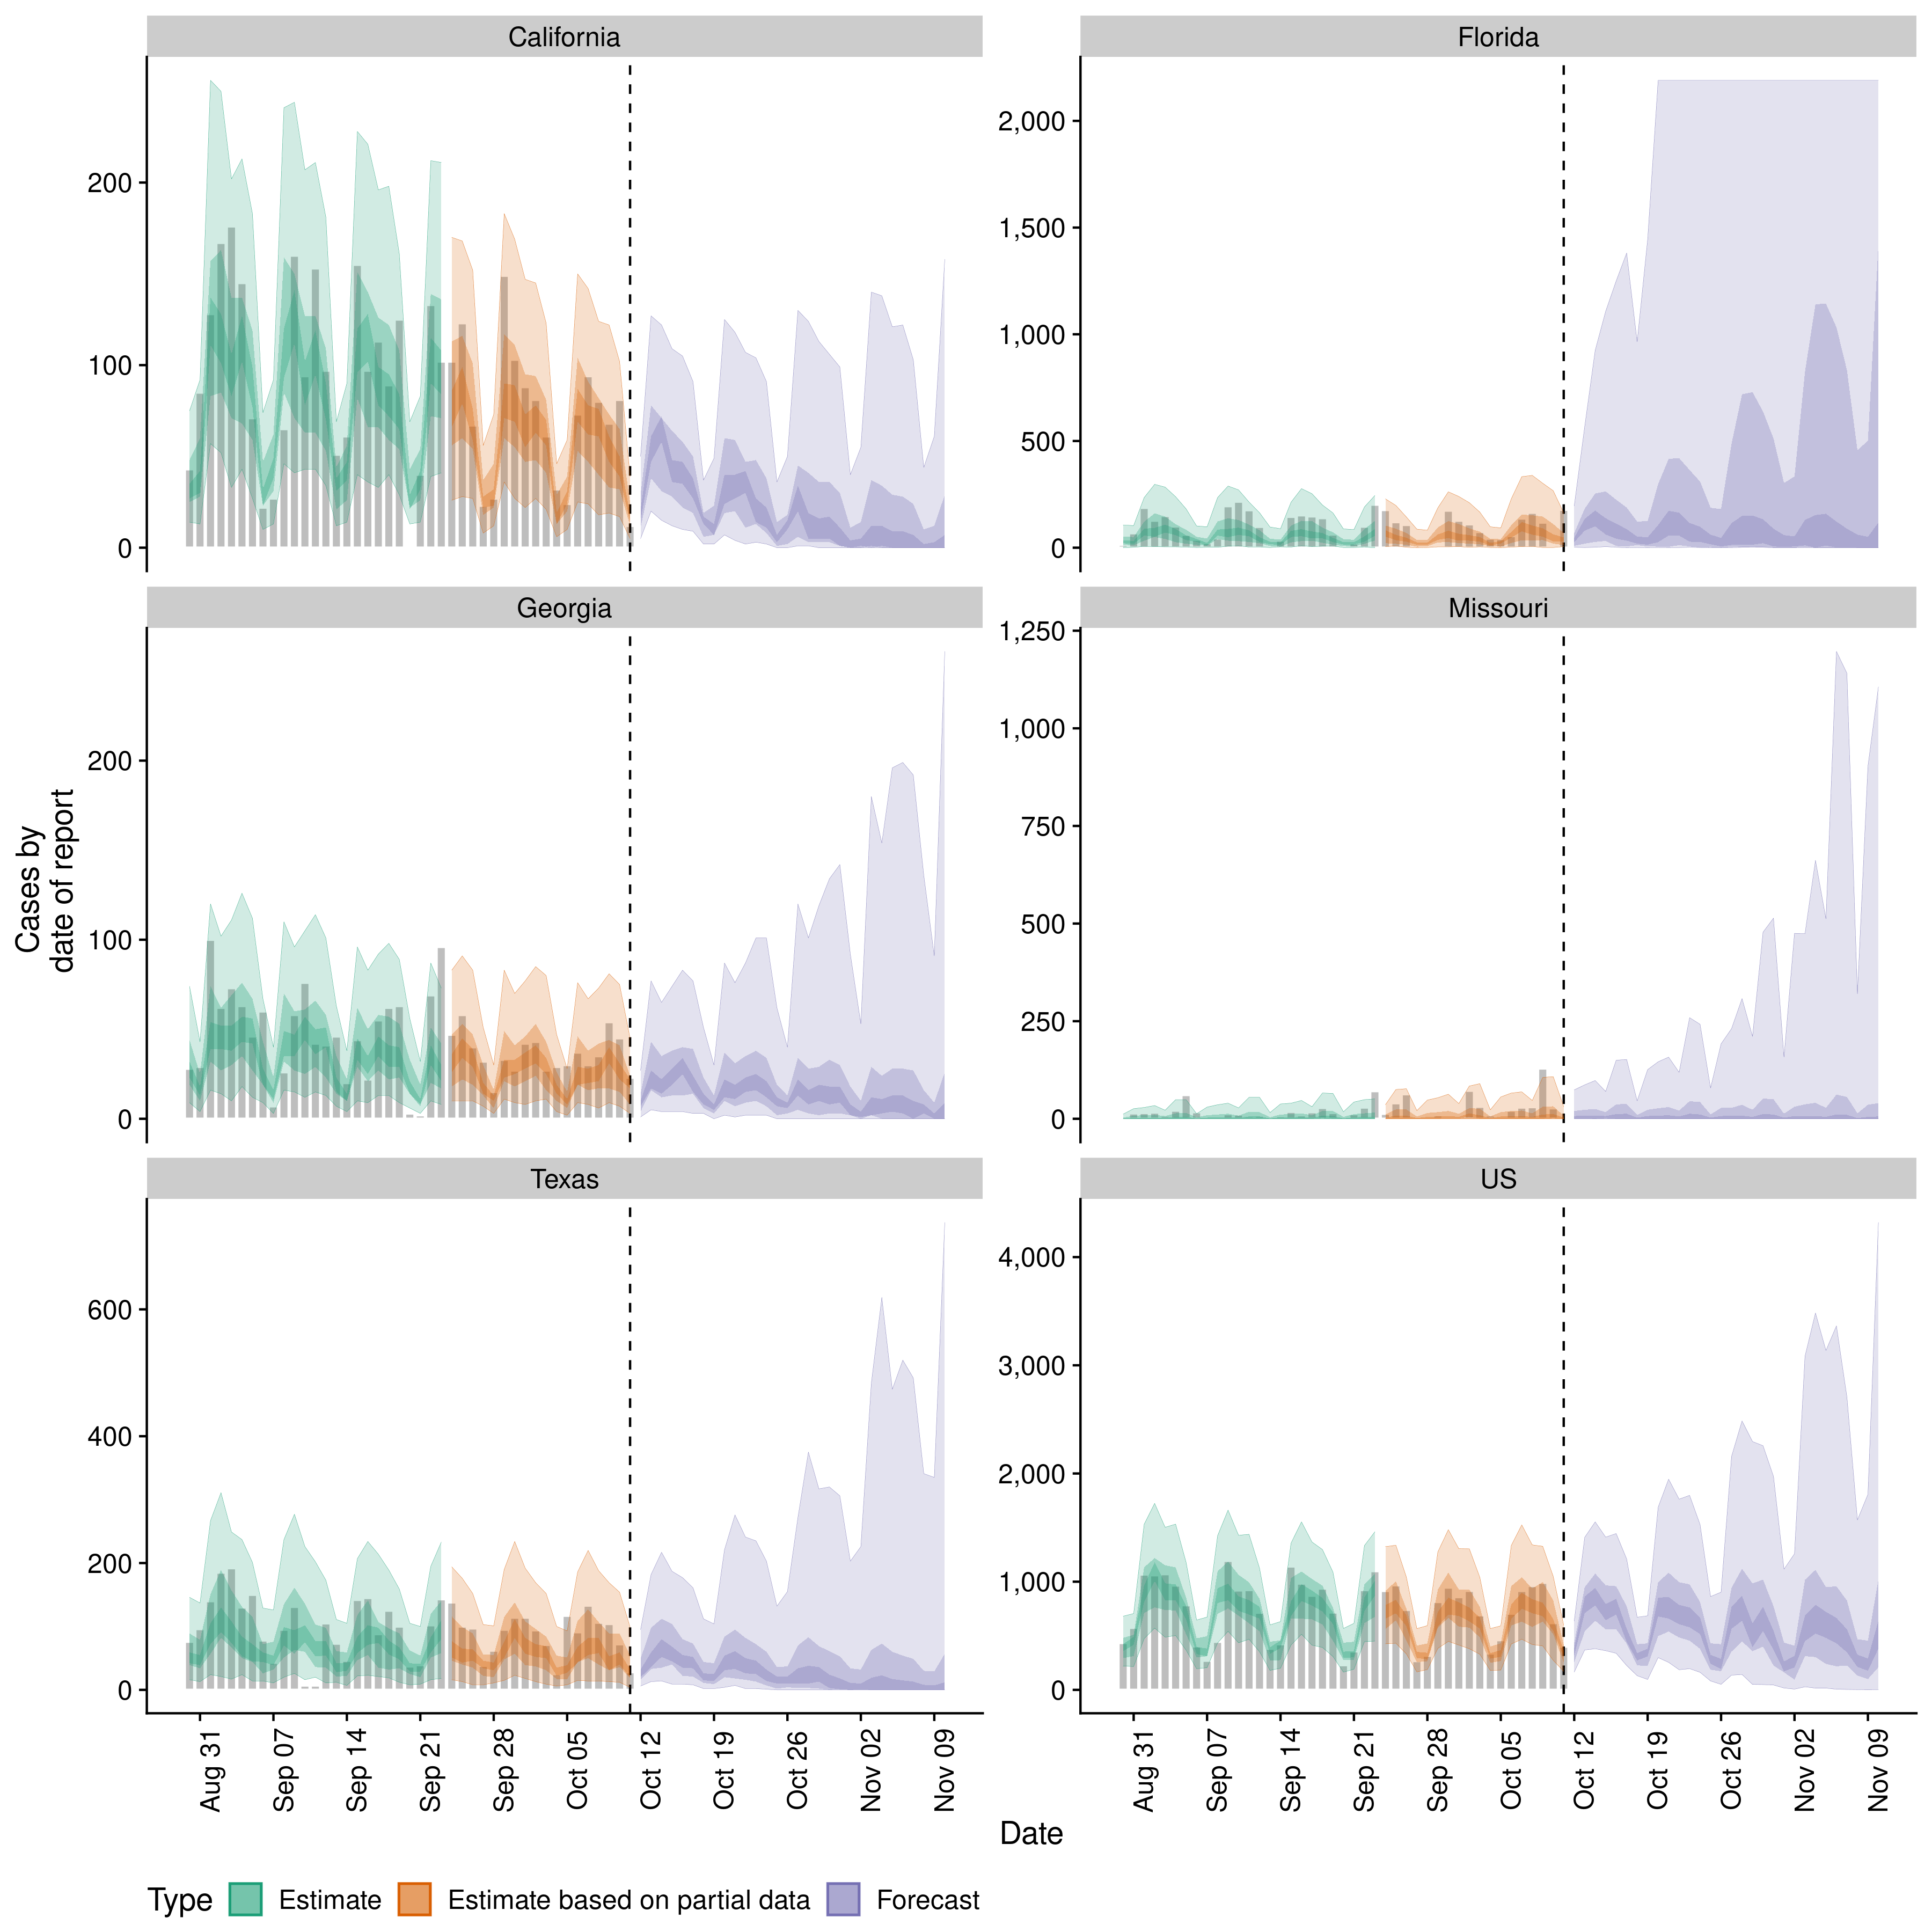 California
Florida
200
100
0
2,000
1,500
1,000
500
0
Georgia
Missouri
200
100
0
1,250
1,000
750
500
250
0
Cases by
date of report
Texas
US
600
400
200
0
4,000
3,000
2,000
1,000
0
Aug 31
Sep 07
Sep 14
Sep 21
Sep 28
Oct 05
Oct 12
Oct 19
Oct 26
Nov 02
Nov 09
Aug 31
Sep 07
Sep 14
Sep 21
Sep 28
Oct 05
Oct 12
Oct 19
Oct 26
Nov 02
Nov 09
Date
Type Estimate Estimate based on partial data Forecast